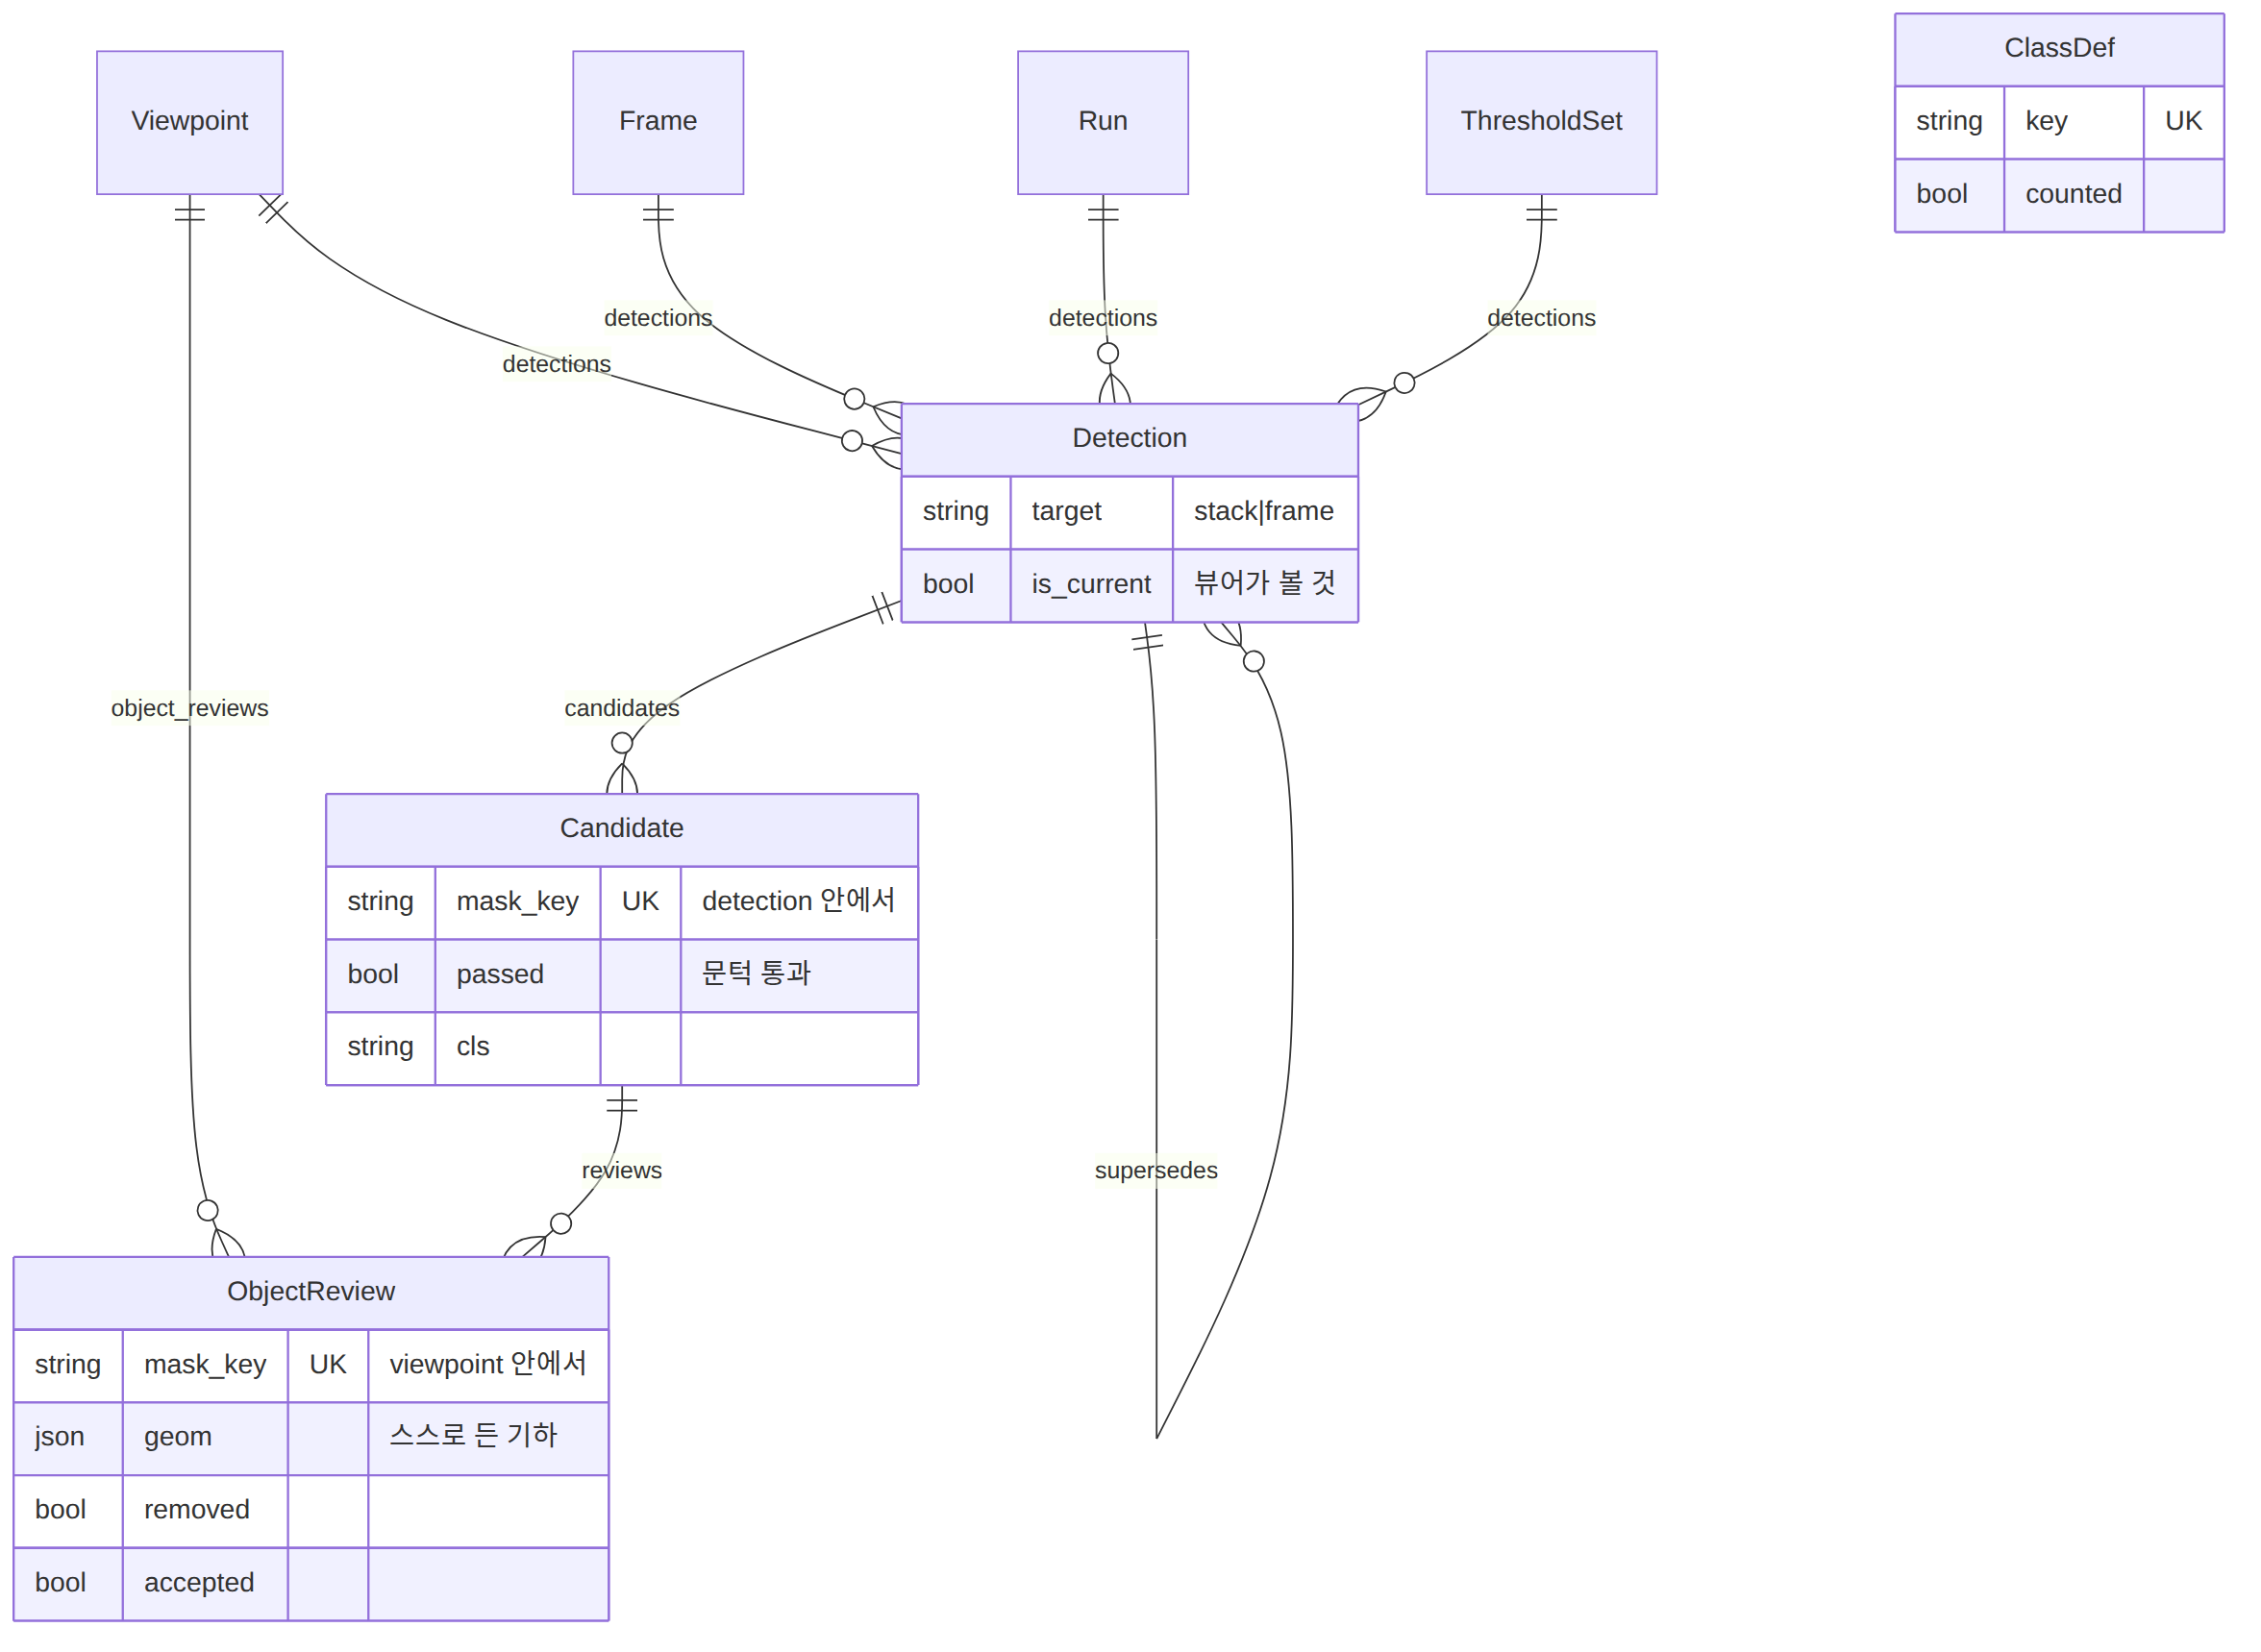 Viewpoint
Frame
Run
ThresholdSet
ClassDef
string key UK
bool counted
detections
detections
detections
detections
Detection
string target stack|frame
bool is_current 뷰어가 볼 것
object_reviews
candidates
Candidate
string mask_key UK detection 안에서
bool passed 문턱 통과
string cls
reviews
supersedes
ObjectReview
string mask_key UK viewpoint 안에서
json geom 스스로 든 기하
bool removed
bool accepted